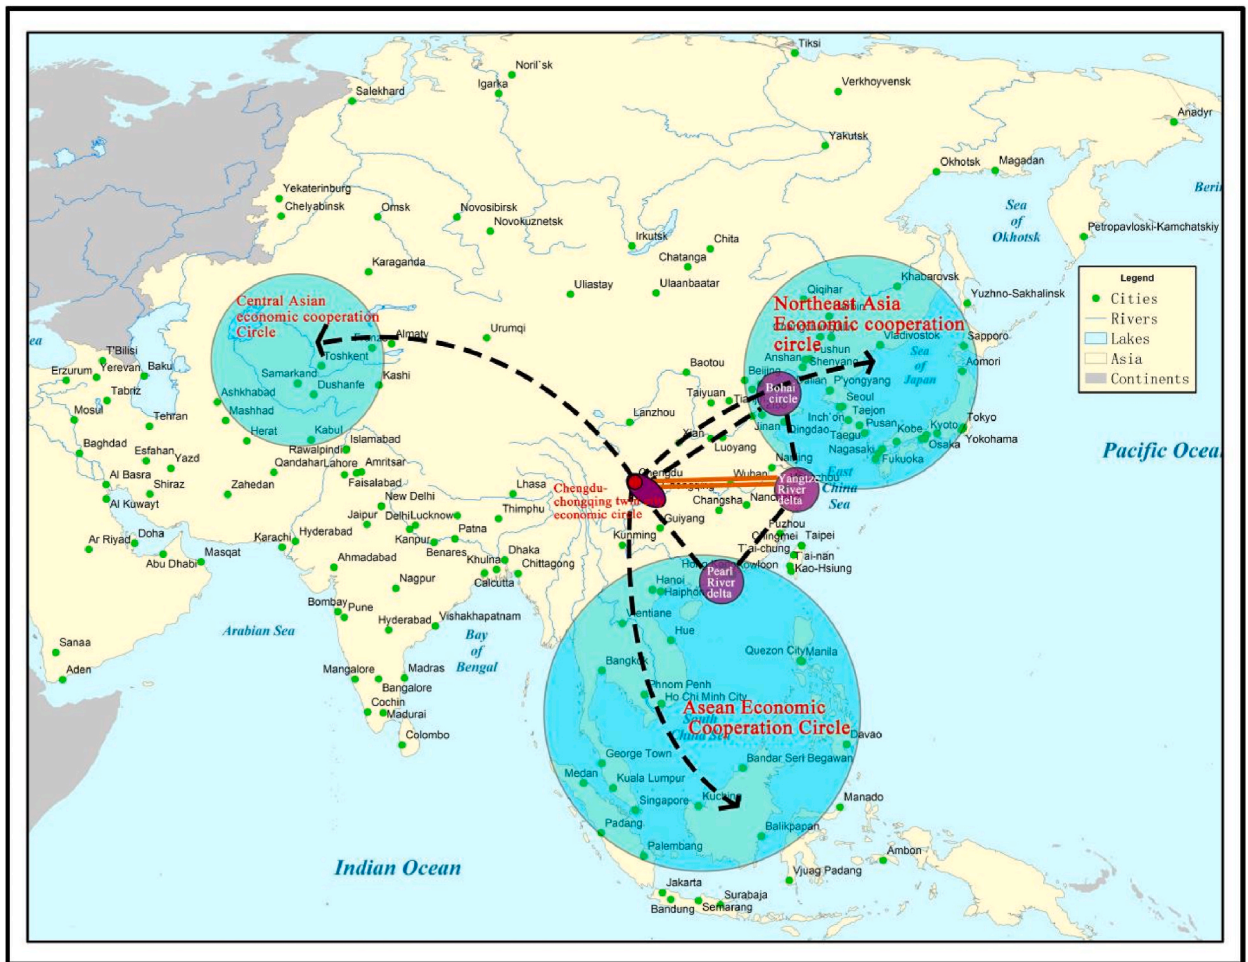 Tiksi
Noril`sk
Igarka
Verkhoyvensk
Salekhard
Anadyr
Yakutsk
Okhotsk
Magadan
Yekaterinburg
Chelyabinsk
Omsk
Novosibirsk
Novokuznetsk
Sea
of
Okhotsk
Petropavloski-Kamchatskiy
Irkutsk
Chita
Chatanga
Karaganda
Uliastay
Ulaanbaatar
Qiqihar
Khabarovsk
Yuzhno-Sakhalinsk
Legend
Cities
Rivers
Lakes
Asia
Continents
Central Asian
economic cooperation
Circle
Northeast Asia
Economic cooperation
circle
Almaty
Urumqi
Toshkent
Samarkand
Dushanfe
Kashi
Vladivostok
Sapporo
Aomori
Sea
of
Japan
Fushun
Anshan
Shenyang
Baotou
Beijing
P'yongyang
Bohai
circle
Seoul
Taejon
Inch`on
Taegu
Pusan
Kobe
Kyoto
Osaka
Tokyo
Yokohama
Nagasaki
Fukuoka
Taiyuan
Jinan
Qingdao
Lanzhou
Xian
Luoyang
T'Bilisi
Yerevan
Baku
Erzurum
Tabriz
Mosul
Tehran
Ashkhabad
Mashhad
Herat
Kabul
Islamabad
Rawalpindi
Baghdad
Esfahan
Yazd
Qandahar
Lahore
Amritsar
Faisalabad
Al Basra
Shiraz
Zahedan
Al Kuwayt
New Delhi
Lhasa
Thimphu
Chengdu
Chengdu-
chongqing twin
economic circle
Wuhan
Yangtze
River
delta
East
China
Sea
Pacific Ocea
Changsha
Guiyang
Kunming
Jaipur
Delhi
Lucknow
Patna
Hyderabad
Karachi
Kanpur
Benares
Ar Riyad
Doha
Abu Dhabi
Masqat
Ahmadabad
Khulna
Dhaka
Chittagong
Calcutta
Nagpur
Taipei
T'ai-chung
T'ai-nan
Kao-Hsiung
Pearl
River
delta
Hanoi
Haiphong
Vientiane
Hue
Bombay
Pune
Hyderabad
Vishakhapatnam
Arabian Sea
Bay
of
Bengal
Sanaa
Aden
Mangalore
Madras
Bangalore
Cochin
Madurai
Colombo
Bangkok
Quezon City
Manila
Phnom Penh
Ho Chi Minh City
Asean Economic
Cooperation Circle
South
China Sea
Davao
George Town
Bandar Seri Begawan
Medan
Kuala Lumpur
Singapore
Kuching
Manado
Padang
Balikpapan
Palembang
Ambon
Vjuag Padang
Indian Ocean
Jakarta
Surabaja
Bandung
Semarang